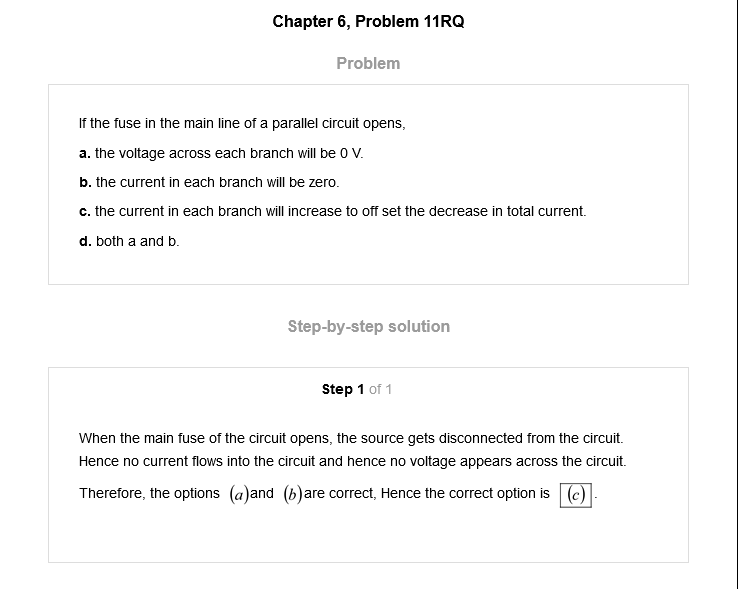 Chapter 6, Problem 11RQ
Problem
If the fuse in the main line of a parallel circuit opens,
a. the voltage across each branch will be 0 V.
b. the current in each branch will be zero.
c. the current in each branch will increase to off set the decrease in total current.
d. both a and b.
Step-by-step solution
Step 1 of 1
When the main fuse of the circuit opens, the source gets disconnected from the circuit.
Hence no current flows into the circuit and hence no voltage appears across the circuit.
Therefore, the options (a)and (b)are correct, Hence the correct option is (c).